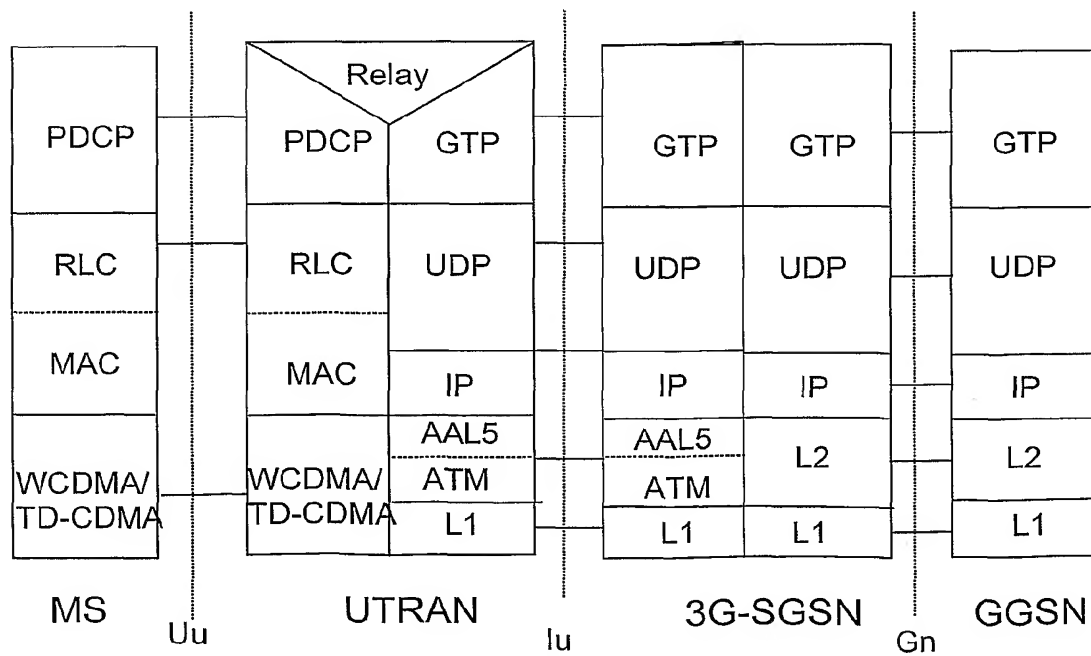 Relay
PDCP PDCP GTP GTP GTP GTP
RLC RLC UDP UDP UDP UDP
MAC MAC IP IP IP IP
AAL5 AAL5
WCDMA/ WCDMA/ ATM ATM L2 L2
TD-CDMA TD-CDMA L1 L1 L1 L1
MS UTRAN 3G-SGSN GGSN
Uu Iu Gn